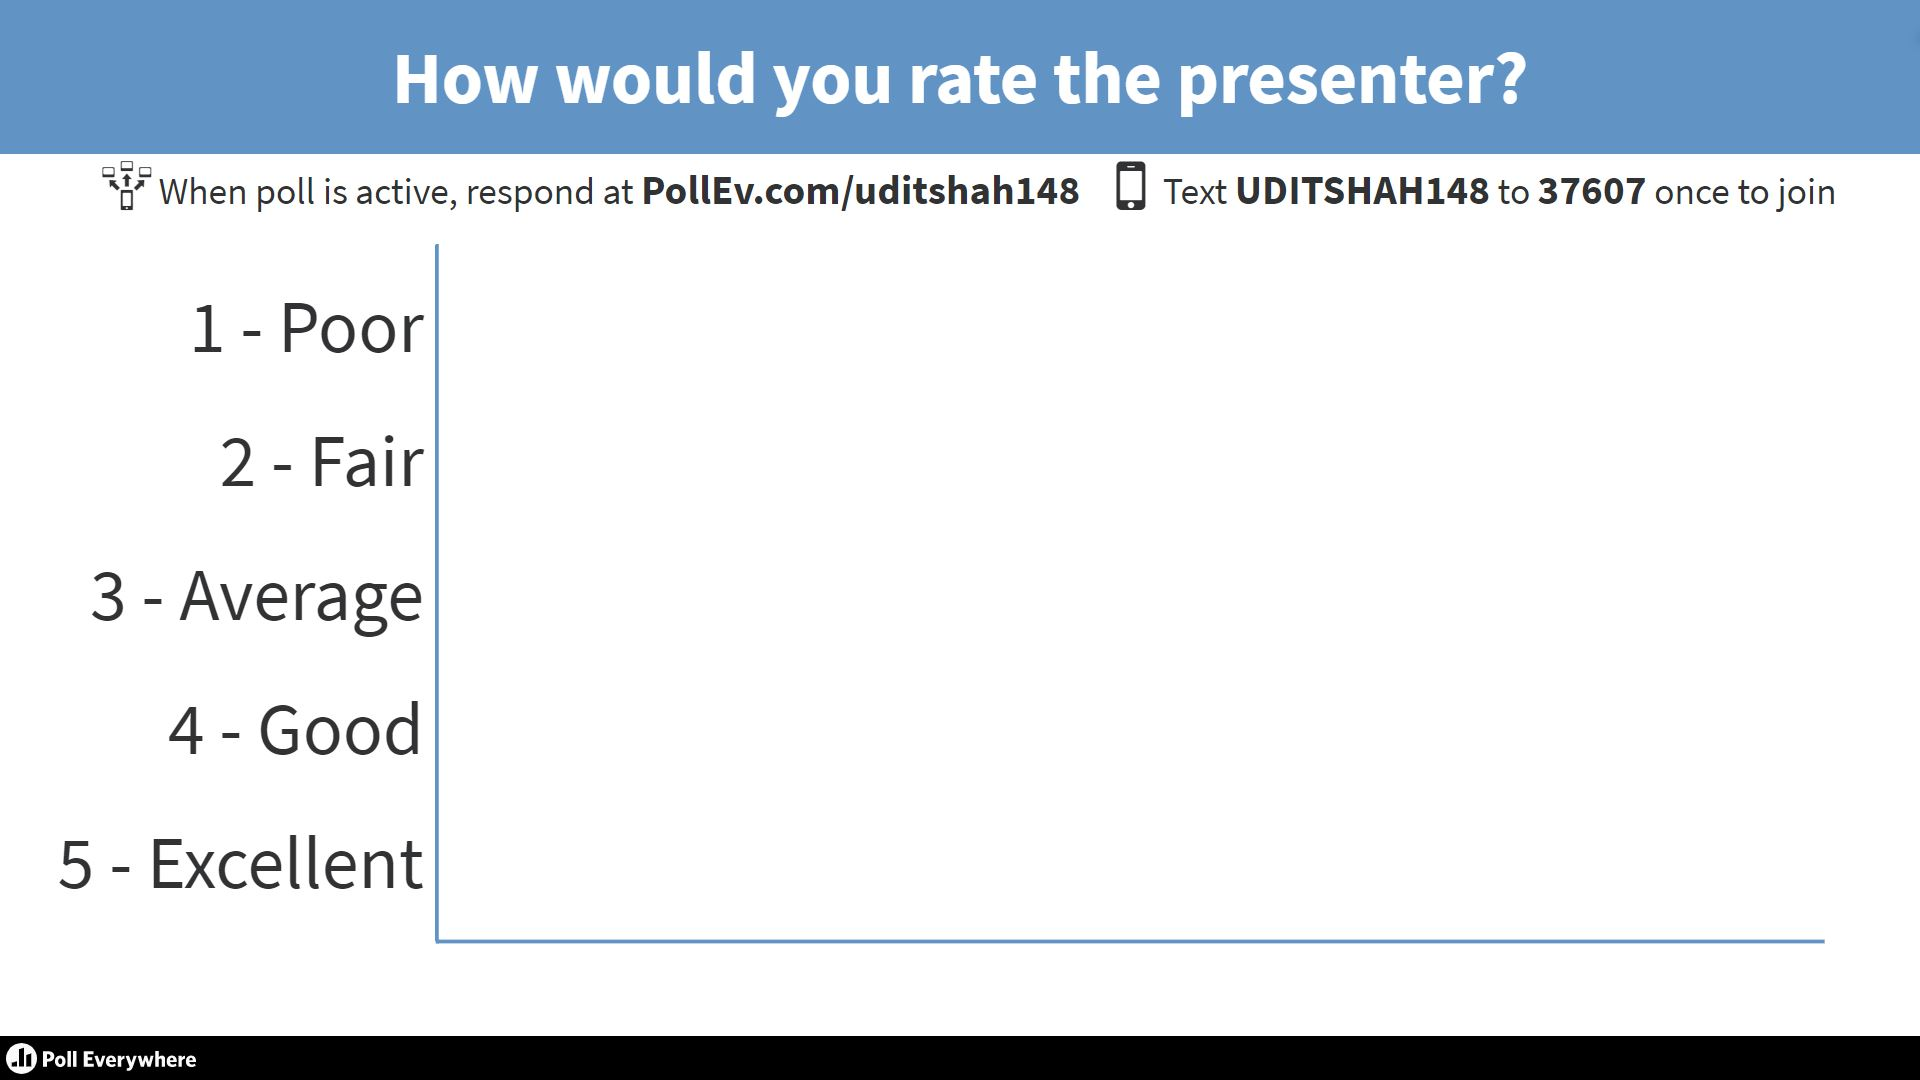 How would you rate the presenter?
When poll is active, respond at PollEv.com/uditshah148 Text UDITSHAH148 to 37607 once to join
1 - Poor
2 - Fair
3 - Average
4 - Good
5 - Excellent
Poll Everywhere